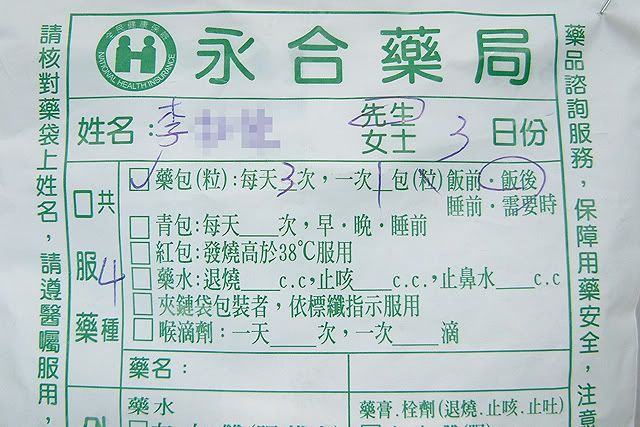 全民健康保險
NATIONAL HEALTH INSURANCE
永合藥局
姓名：李
先生
女士
3日份
口服藥
共4種
藥包(粒)：每天3次，一次1包(粒)飯前·飯後
睡前·需要時
青包：每天___次，早·晚·睡前
紅包：發燒高於38℃服用
藥水：退燒___c.c,止咳___c.c.,止鼻水___c.c
夾鏈袋包裝者，依標纖指示服用
喉滴劑：一天___次，一次___滴
藥名：
藥水
藥膏.栓劑(退燒.止咳.止吐)
請核對藥袋上姓名，請遵醫囑服用，
藥品諮詢服務，保障用藥安全，注意